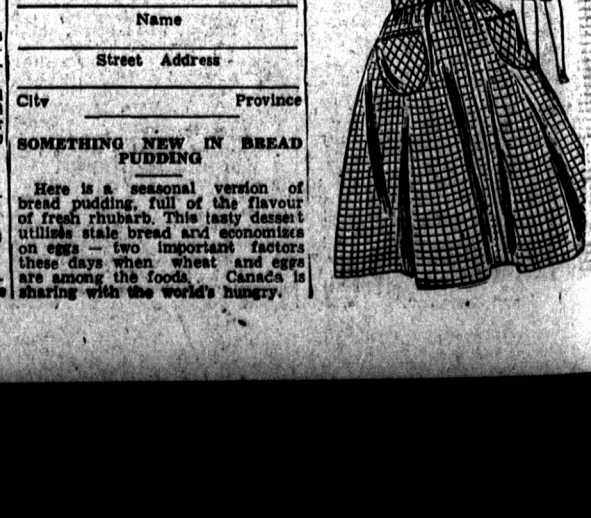 Name
Street Address
City Province
SOMETHING NEW IN BREAD
PUDDING
Here is a seasonal version of
bread pudding, full of the flavour
of fresh rhubarb. This tasty dessert
utilizes stale bread and economizes
on eggs — two important factors
these days when wheat and eggs
are among the foods, Canada is
sharing with the world's hungry.